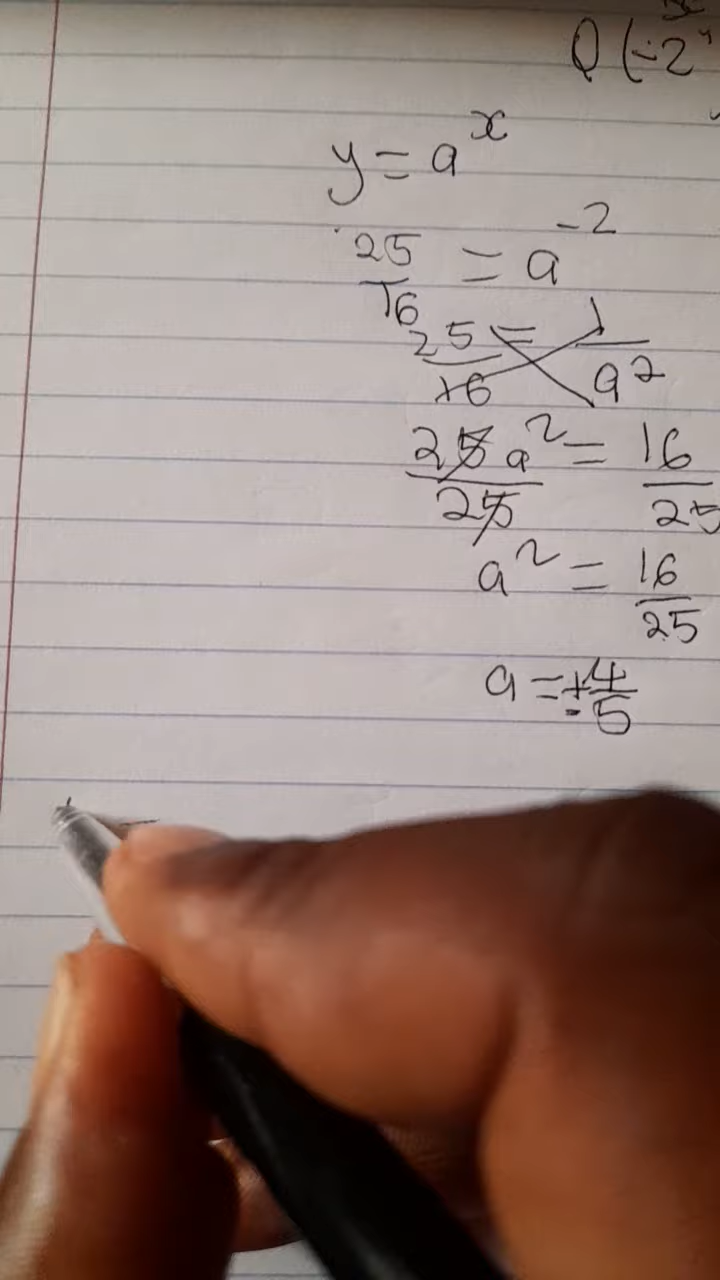 Q (-2
y = a^x
25/16 = a^-2
25/16 = 1/a^2
25a^2/25 = 16/25
a^2 = 16/25
a = ±4/5